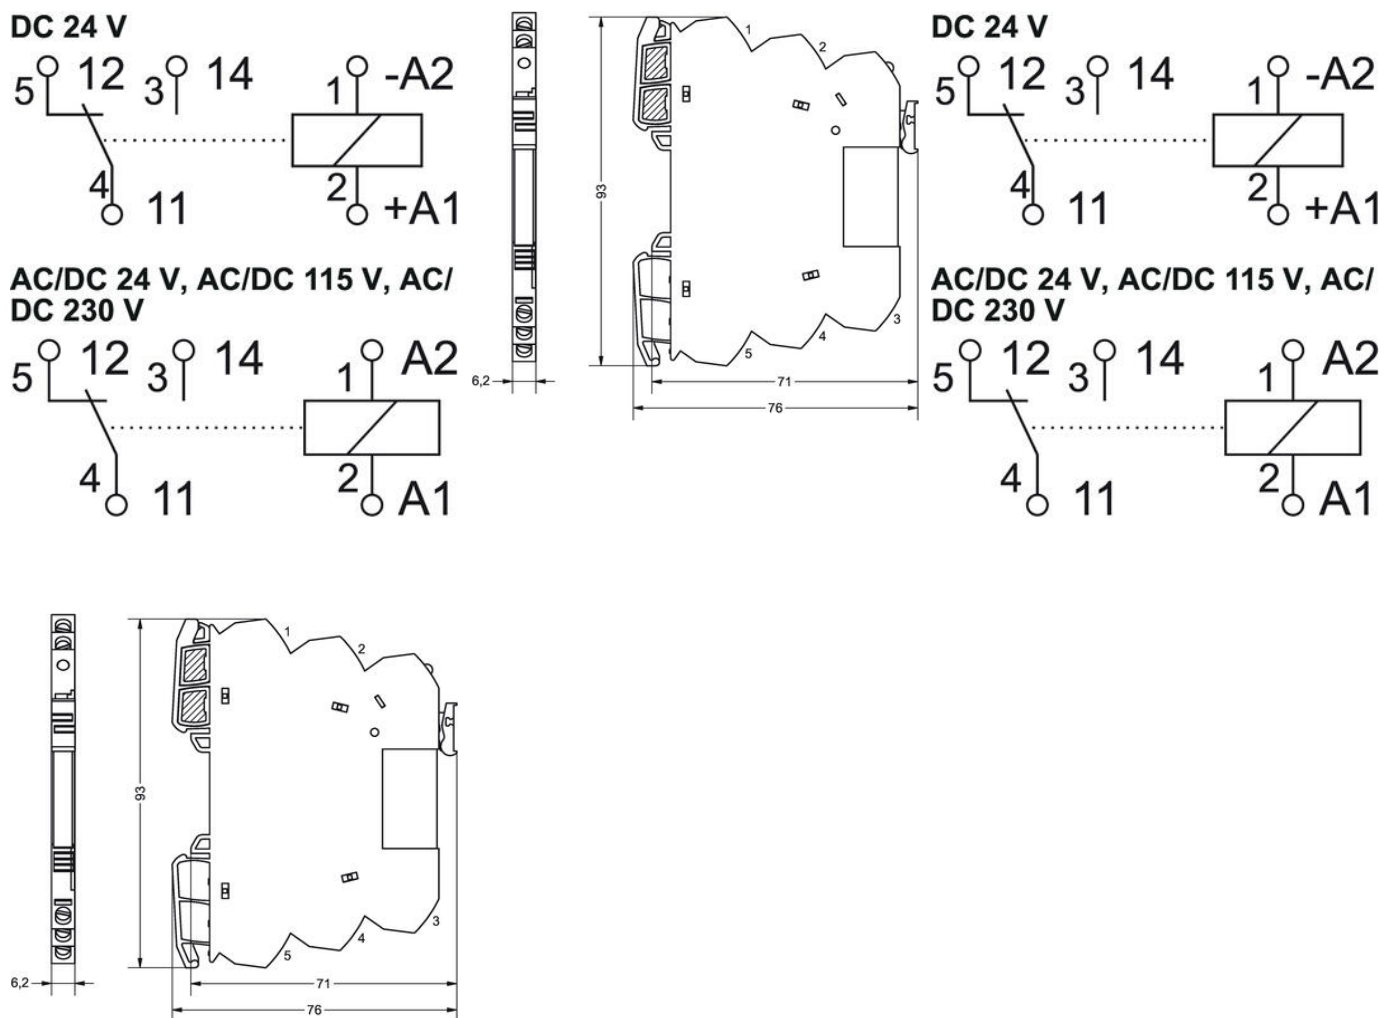 DC 24 V
5 12 3 14 1 -A2
4 11 2 +A1
AC/DC 24 V, AC/DC 115 V, AC/
DC 230 V
5 12 3 14 1 A2
4 11 2 A1
1
2
93
3
4
5
6,2
71
76
DC 24 V
5 12 3 14 1 -A2
4 11 2 +A1
AC/DC 24 V, AC/DC 115 V, AC/
DC 230 V
5 12 3 14 1 A2
4 11 2 A1
1
2
93
3
4
5
6,2
71
76